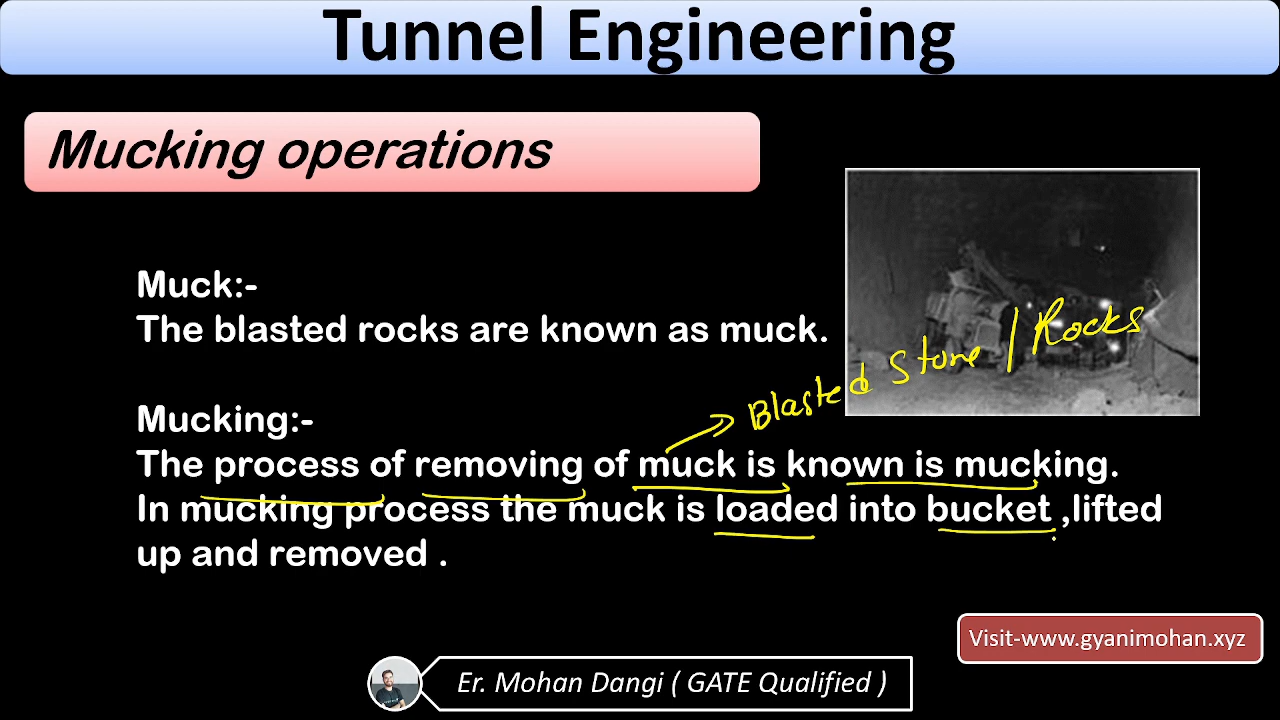 Tunnel Engineering
Mucking operations
Muck:-
The blasted rocks are known as muck.
Blasted Stone / Rocks
Mucking:-
The process of removing of muck is known is mucking.
In mucking process the muck is loaded into bucket ,lifted
up and removed .
Visit-www.gyanimohan.xyz
Er. Mohan Dangi ( GATE Qualified )